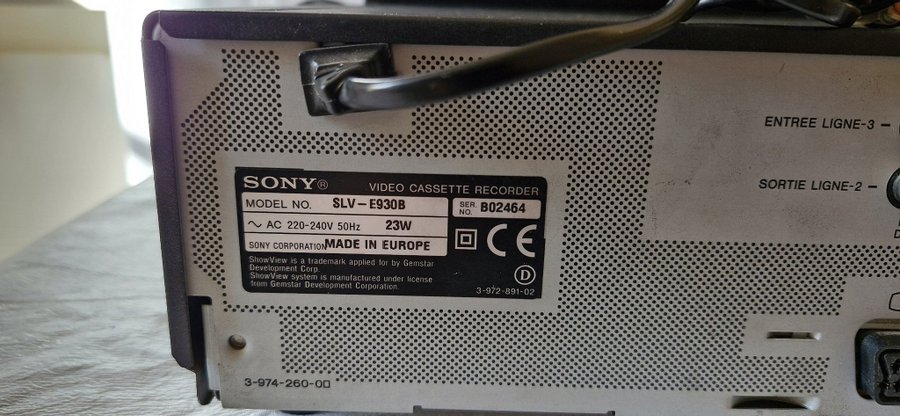 ENTREE LIGNE-3
SORTIE LIGNE-2
SONY®
VIDEO CASSETTE RECORDER
MODEL NO. SLV-E930B
SER. NO. B02464
~ AC 220-240V 50Hz 23W
SONY CORPORATION MADE IN EUROPE
CE
ShowView is a trademark applied for by Gemstar
Development Corp.
ShowView system is manufactured under license
from Gemstar Development Corporation.
D
3-972-891-02
3-974-260-0□